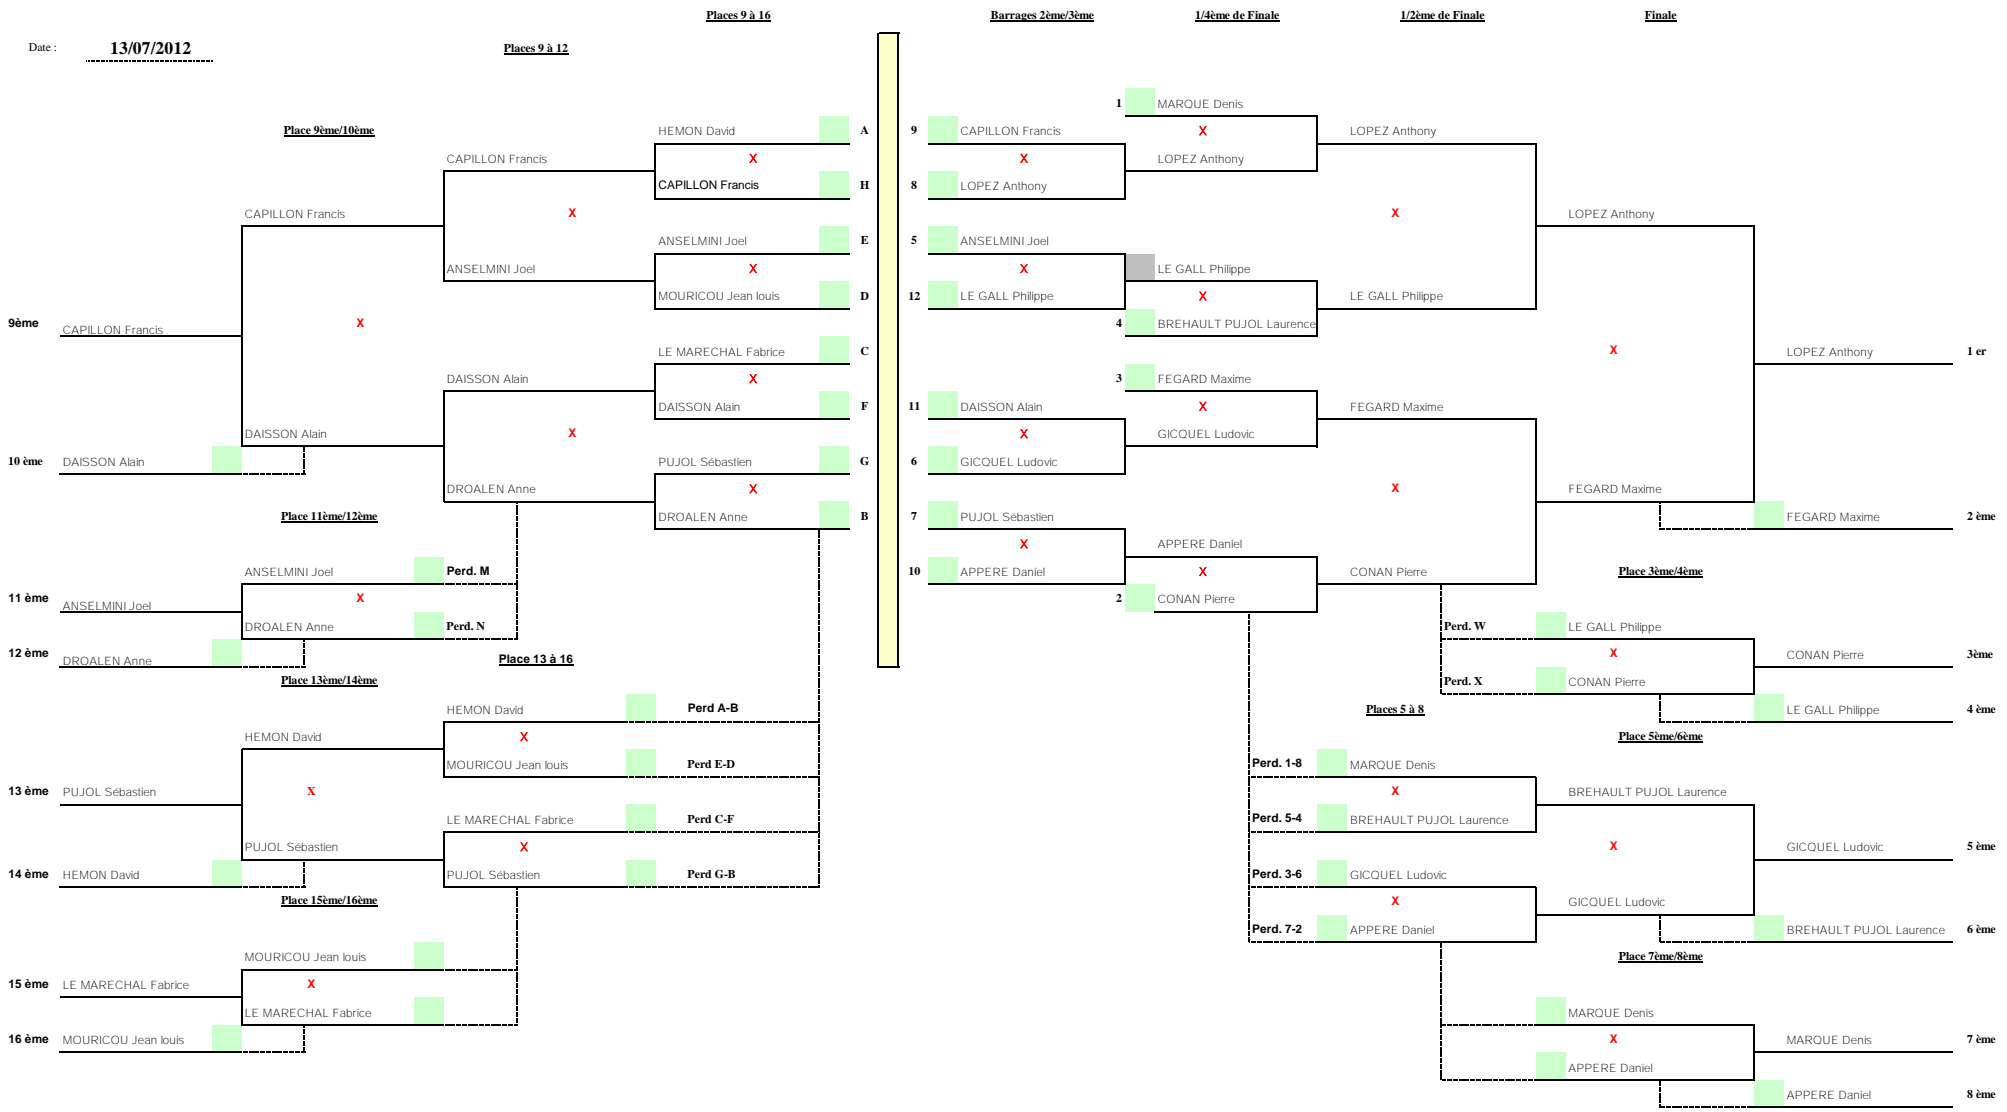 Places 9 à 16
Barrages 2ème/3ème
1/4ème de Finale
1/2ème de Finale
Finale
Date :
13/07/2012
Places 9 à 12
1
MARQUE Denis
Place 9ème/10ème
HEMON David
A
9
CAPILLON Francis
X
LOPEZ Anthony
CAPILLON Francis
X
X
LOPEZ Anthony
CAPILLON Francis
H
8
LOPEZ Anthony
CAPILLON Francis
X
X
LOPEZ Anthony
ANSELMINI Joel
E
5
ANSELMINI Joel
ANSELMINI Joel
X
X
LE GALL Philippe
MOURICOU Jean louis
D
12
LE GALL Philippe
X
LE GALL Philippe
9ème
CAPILLON Francis
X
4
BREHAULT PUJOL Laurence
LE MARECHAL Fabrice
C
X
LOPEZ Anthony
1 er
DAISSON Alain
X
3
FEGARD Maxime
DAISSON Alain
F
11
DAISSON Alain
X
FEGARD Maxime
DAISSON Alain
X
X
GICQUEL Ludovic
10 ème
DAISSON Alain
PUJOL Sébastien
G
6
GICQUEL Ludovic
DROALEN Anne
X
X
FEGARD Maxime
Place 11ème/12ème
DROALEN Anne
B
7
PUJOL Sébastien
FEGARD Maxime
2 ème
X
APPERE Daniel
ANSELMINI Joel
Perd. M
10
APPERE Daniel
X
CONAN Pierre
Place 3ème/4ème
11 ème
ANSELMINI Joel
X
2
CONAN Pierre
DROALEN Anne
Perd. N
Perd. W
LE GALL Philippe
12 ème
DROALEN Anne
Place 13 à 16
X
CONAN Pierre
3ème
Place 13ème/14ème
Perd. X
CONAN Pierre
HEMON David
Perd A-B
Places 5 à 8
LE GALL Philippe
4 ème
HEMON David
X
Place 5ème/6ème
MOURICOU Jean louis
Perd E-D
Perd. 1-8
MARQUE Denis
13 ème
PUJOL Sébastien
X
X
BREHAULT PUJOL Laurence
LE MARECHAL Fabrice
Perd C-F
Perd. 5-4
BREHAULT PUJOL Laurence
PUJOL Sébastien
X
X
GICQUEL Ludovic
5 ème
14 ème
HEMON David
PUJOL Sébastien
Perd G-B
Perd. 3-6
GICQUEL Ludovic
Place 15ème/16ème
X
GICQUEL Ludovic
Perd. 7-2
APPERE Daniel
BREHAULT PUJOL Laurence
6 ème
MOURICOU Jean louis
Place 7ème/8ème
15 ème
LE MARECHAL Fabrice
X
LE MARECHAL Fabrice
MARQUE Denis
16 ème
MOURICOU Jean louis
X
MARQUE Denis
7 ème
APPERE Daniel
APPERE Daniel
8 ème